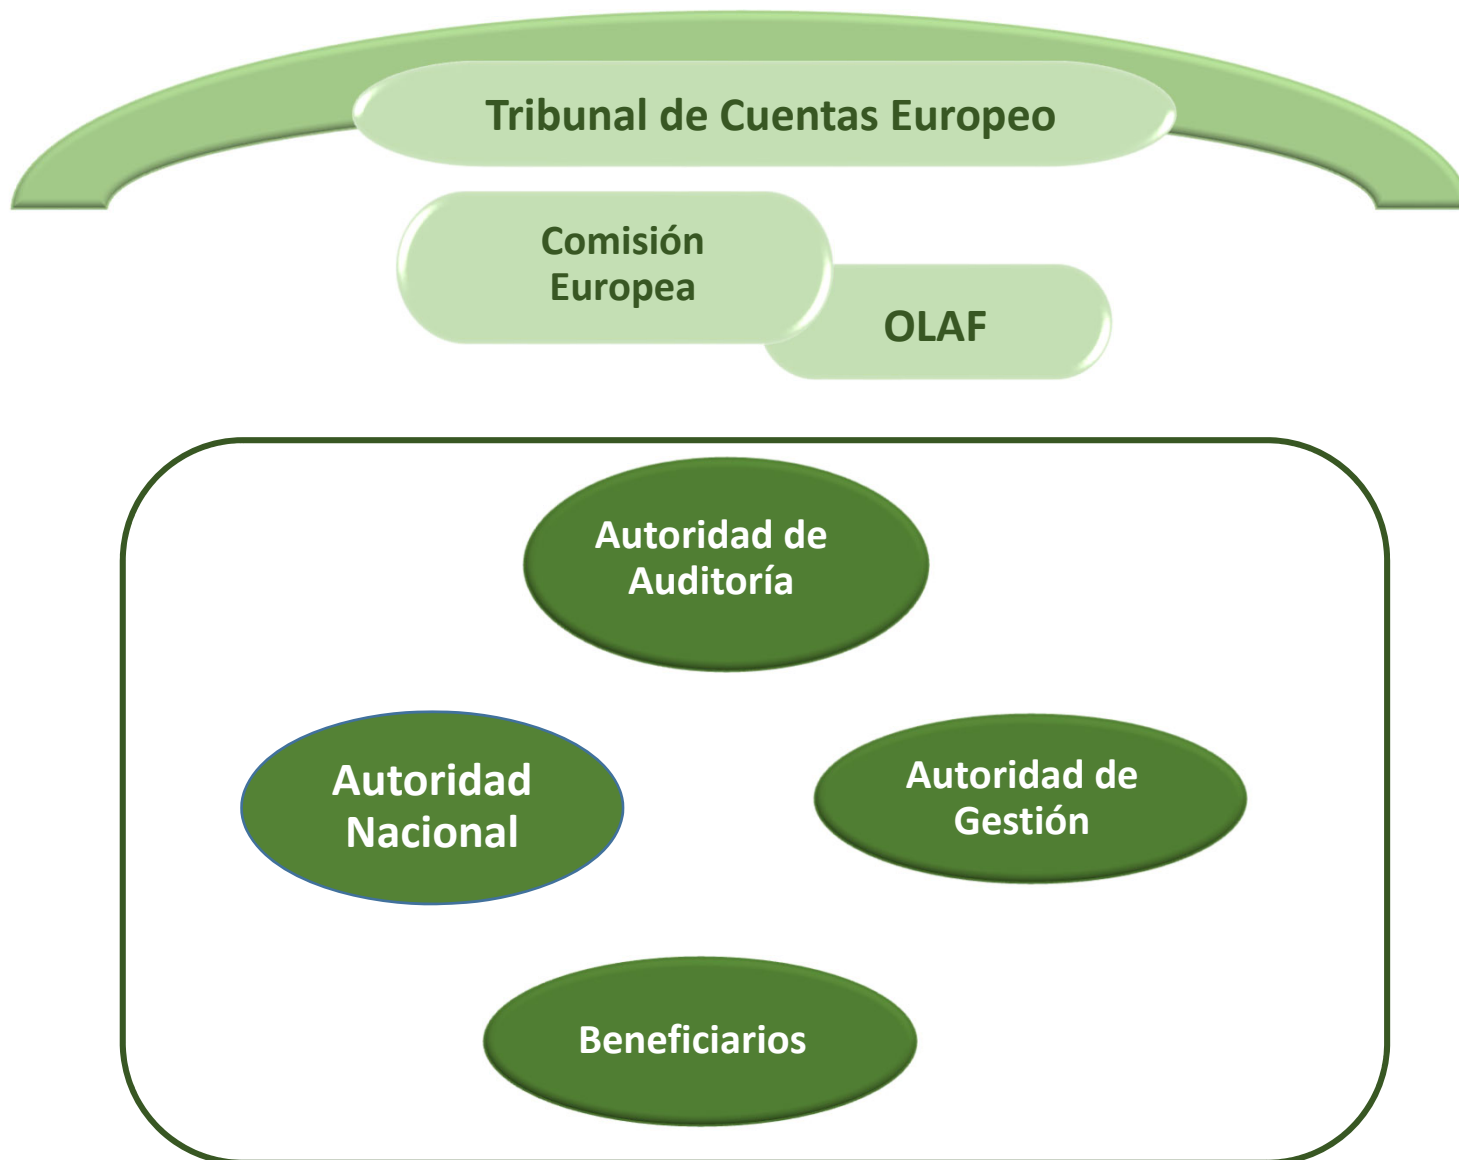 Tribunal de Cuentas Europeo
Comisión
Europea
OLAF
Autoridad de
Auditoría
Autoridad
Nacional
Autoridad de
Gestión
Beneficiarios